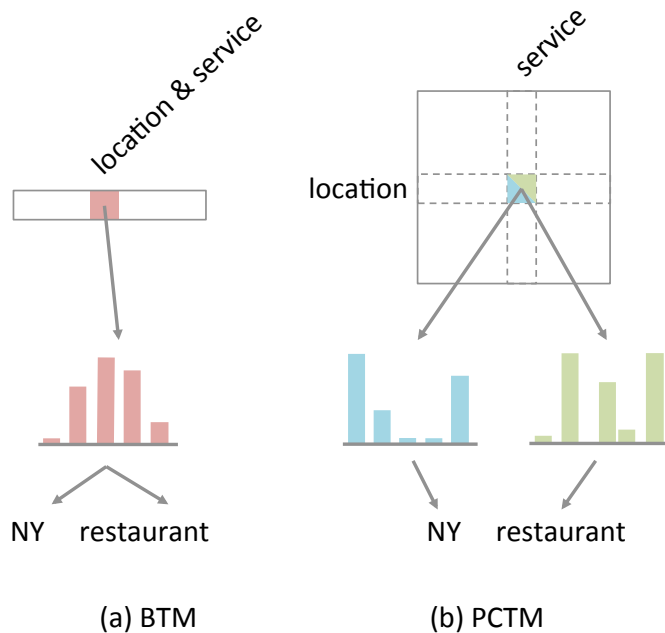 location & service
NY restaurant
(a) BTM
service
location
NY restaurant
(b) PCTM